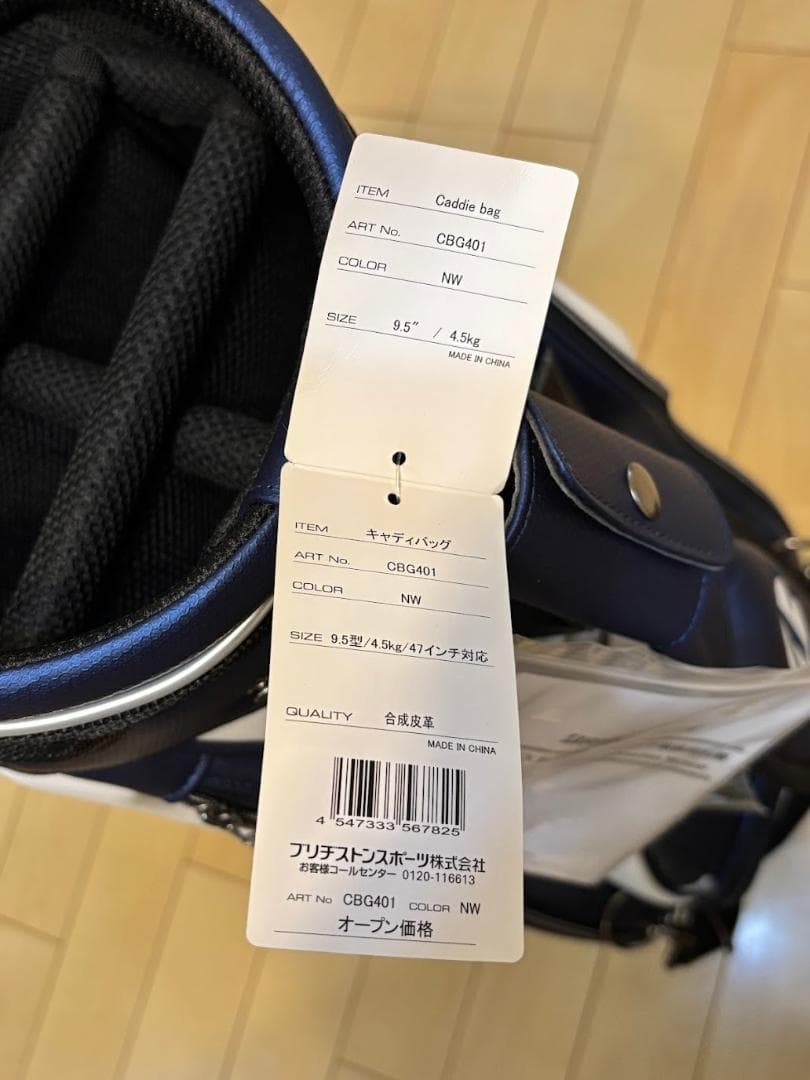 ITEM Caddie bag
ART No. CBG401
COLOR NW
SIZE 9.5″ / 4.5kg
MADE IN CHINA
ITEM キャディバッグ
ART No. CBG401
COLOR NW
SIZE 9.5型/4.5kg/47インチ対応
QUALITY 合成皮革
MADE IN CHINA
4 547333 567825
ブリヂストンスポーツ株式会社
お客様コールセンター 0120-116613
ART No CBG401 COLOR NW
オープン価格